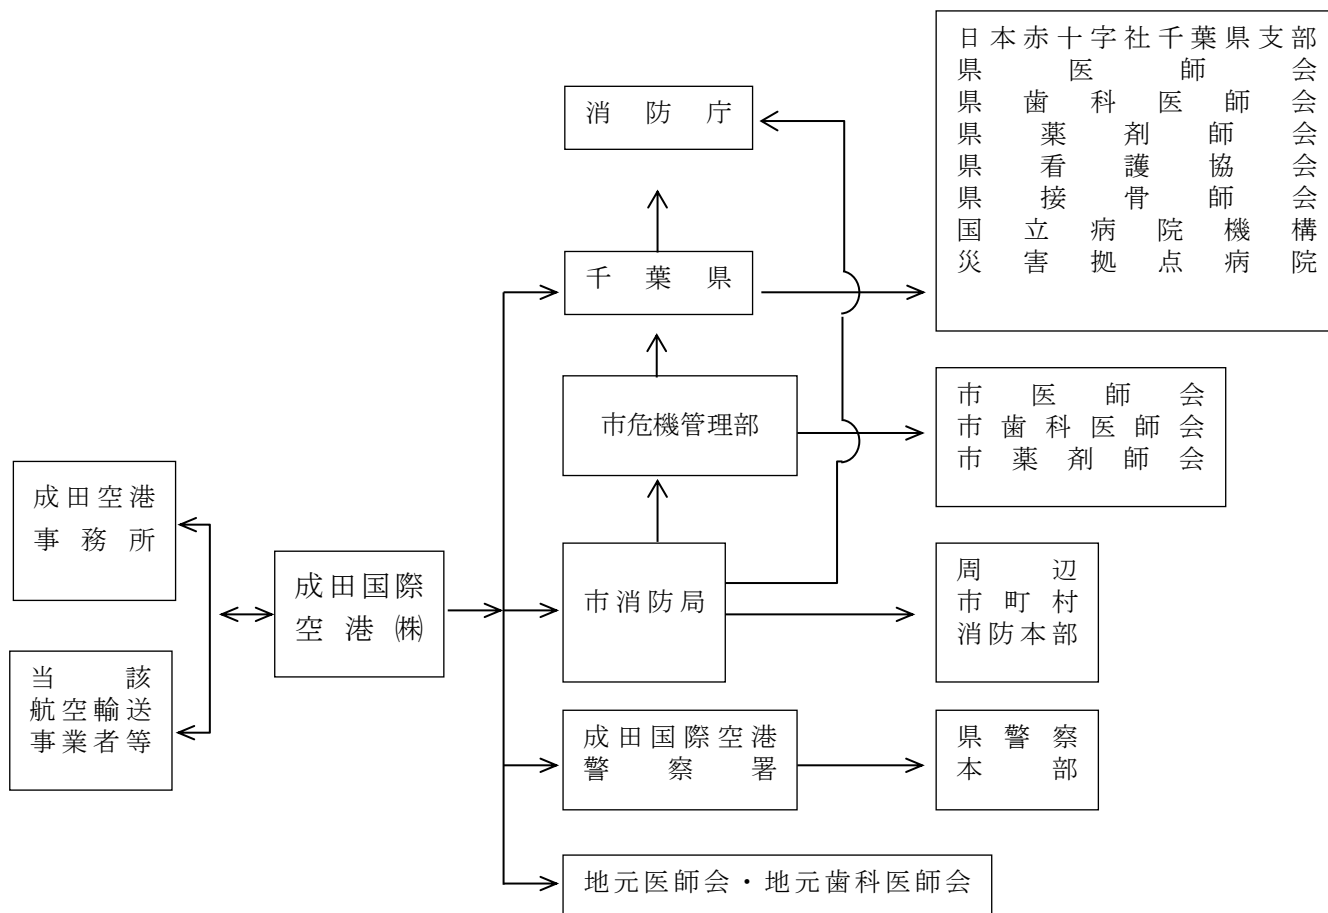 日本赤十字社千葉県支部
県医師会
県歯科医師会
県薬剤師会
県看護協会
県接骨師会
国立病院機構
災害拠点病院
消防庁
千葉県
市危機管理部
市医師会
市歯科医師会
市薬剤師会
成田空港
事務所
成田国際
空港㈱
市消防局
周辺
市町村
消防本部
当該
航空輸送
事業者等
成田国際空港
警察署
県警察
本部
地元医師会・地元歯科医師会